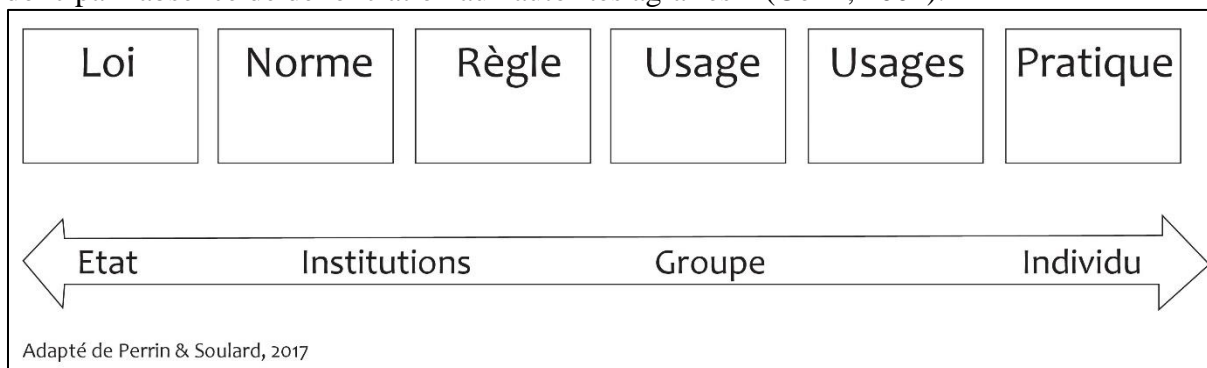 Loi Norme Règle Usage Usages Pratique
Etat Institutions Groupe Individu
Adapté de Perrin & Soulard, 2017